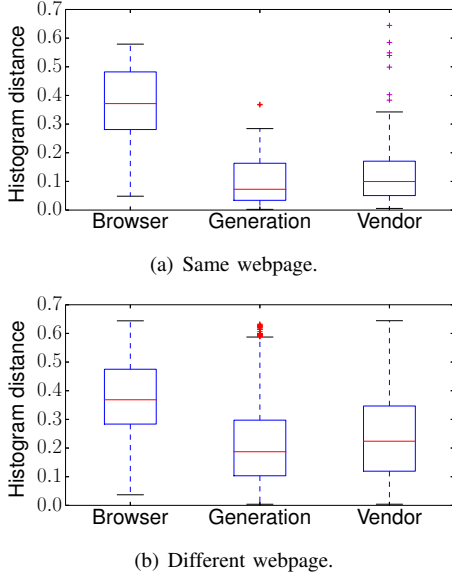 Histogram distance
0.7
0.6
0.5
0.4
0.3
0.2
0.1
0.0
Browser Generation Vendor
(a) Same webpage.
Histogram distance
0.7
0.6
0.5
0.4
0.3
0.2
0.1
0.0
Browser Generation Vendor
(b) Different webpage.